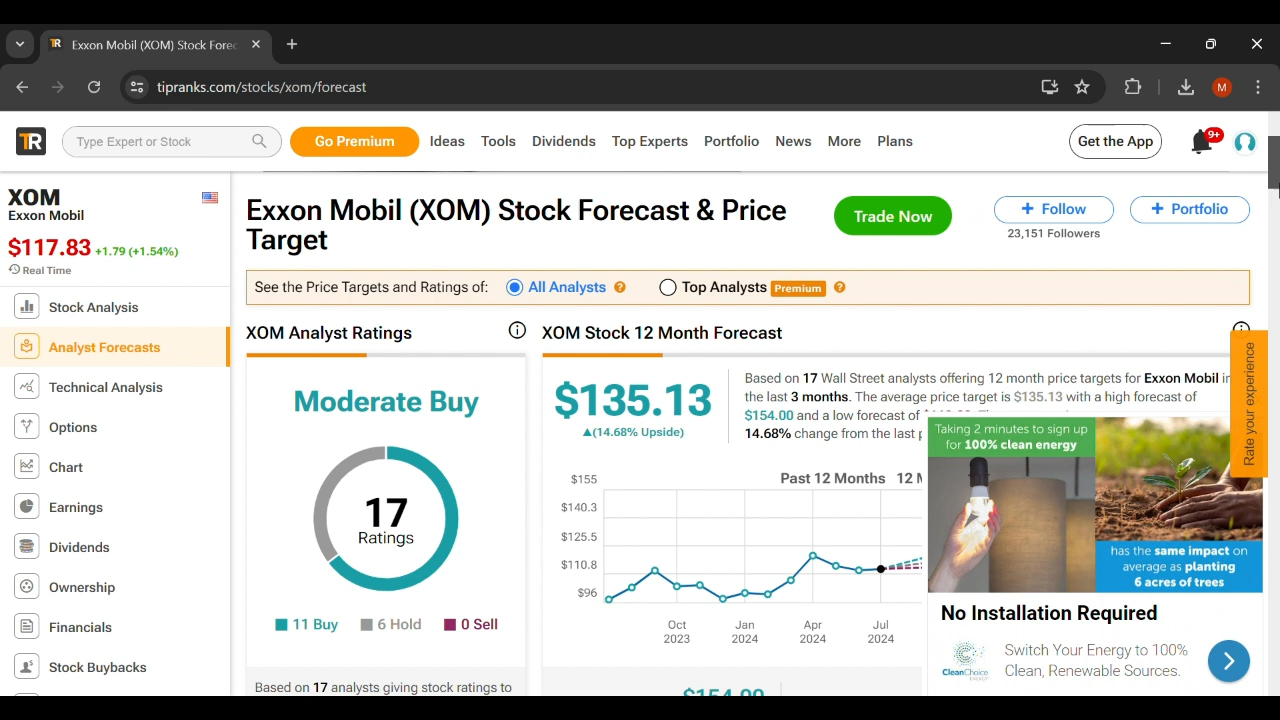 Exxon Mobil (XOM) Stock Forec
tipranks.com/stocks/xom/forecast
M
TR
Type Expert or Stock
Go Premium
Ideas
Tools
Dividends
Top Experts
Portfolio
News
More
Plans
Get the App
9+
XOM
Exxon Mobil
$117.83 +1.79 (+1.54%)
Real Time
Stock Analysis
Analyst Forecasts
Technical Analysis
Options
Chart
Earnings
Dividends
Ownership
Financials
Stock Buybacks
Exxon Mobil (XOM) Stock Forecast & Price
Target
Trade Now
+ Follow
23,151 Followers
+ Portfolio
See the Price Targets and Ratings of:
All Analysts
Top Analysts Premium
XOM Analyst Ratings
Moderate Buy
17
Ratings
11 Buy
6 Hold
0 Sell
Based on 17 analysts giving stock ratings to
XOM Stock 12 Month Forecast
$135.13
▲(14.68% Upside)
Based on 17 Wall Street analysts offering 12 month price targets for Exxon Mobil in
the last 3 months. The average price target is $135.13 with a high forecast of
$154.00 and a low forecast of
14.68% change from the last p
Past 12 Months
12 M
$155
$140.3
$125.5
$110.8
$96
Oct
2023
Jan
2024
Apr
2024
Jul
2024
$154.00
Rate your experience
Taking 2 minutes to sign up
for 100% clean energy
has the same impact on
average as planting
6 acres of trees
No Installation Required
CleanChoice
ENERGY
Switch Your Energy to 100%
Clean, Renewable Sources.